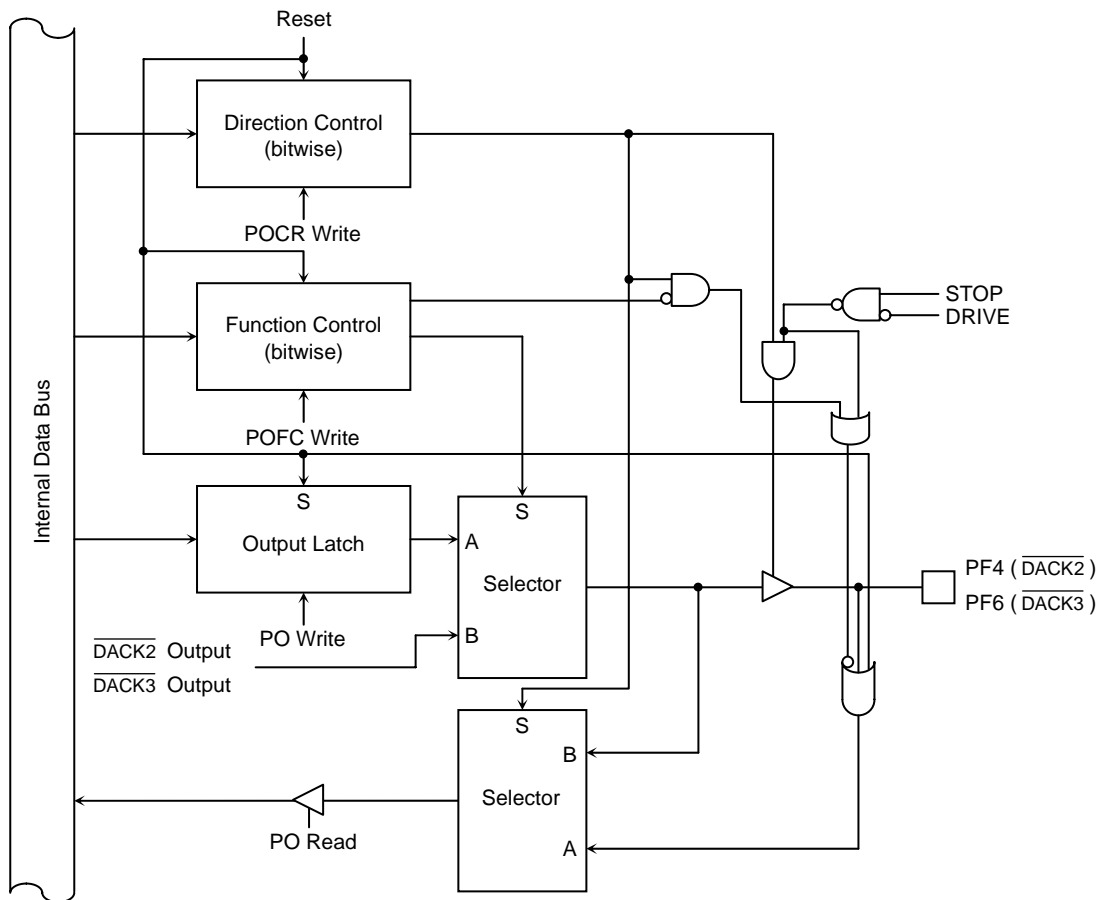 Reset
Direction Control
(bitwise)
POCR Write
Function Control
(bitwise)
STOP
DRIVE
POFC Write
Internal Data Bus
S
Output Latch
S
A
Selector
B
PO Write
DACK2 Output
DACK3 Output
PF4 ( DACK2 )
PF6 ( DACK3 )
S
B
Selector
A
PO Read